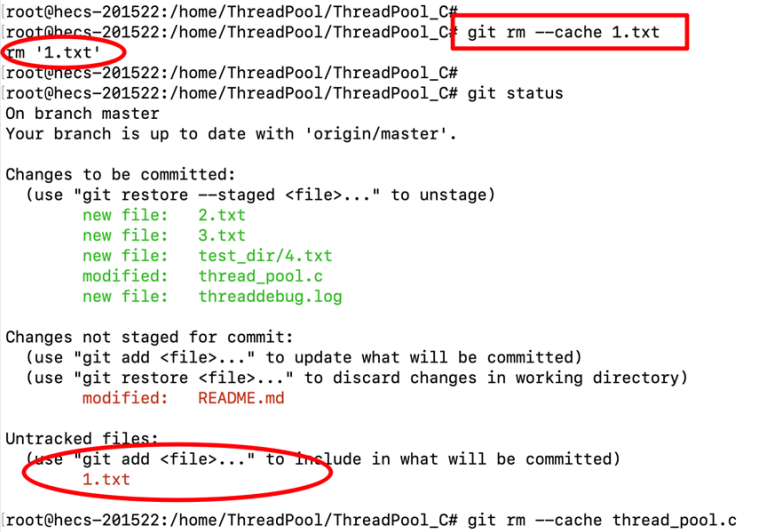 [root@hecs-201522:/home/ThreadPool/ThreadPool_C#
[root@hecs-201522:/home/ThreadPool/ThreadPool_C# git rm --cache 1.txt
rm '1.txt'
[root@hecs-201522:/home/ThreadPool/ThreadPool_C#
[root@hecs-201522:/home/ThreadPool/ThreadPool_C# git status
On branch master
Your branch is up to date with 'origin/master'.
Changes to be committed:
  (use "git restore --staged <file>..." to unstage)
        new file:   2.txt
        new file:   3.txt
        new file:   test_dir/4.txt
        modified:   thread_pool.c
        new file:   threaddebug.log
Changes not staged for commit:
  (use "git add <file>..." to update what will be committed)
  (use "git restore <file>..." to discard changes in working directory)
        modified:   README.md
Untracked files:
  (use "git add <file>..." to include in what will be committed)
        1.txt
[root@hecs-201522:/home/ThreadPool/ThreadPool_C# git rm --cache thread_pool.c